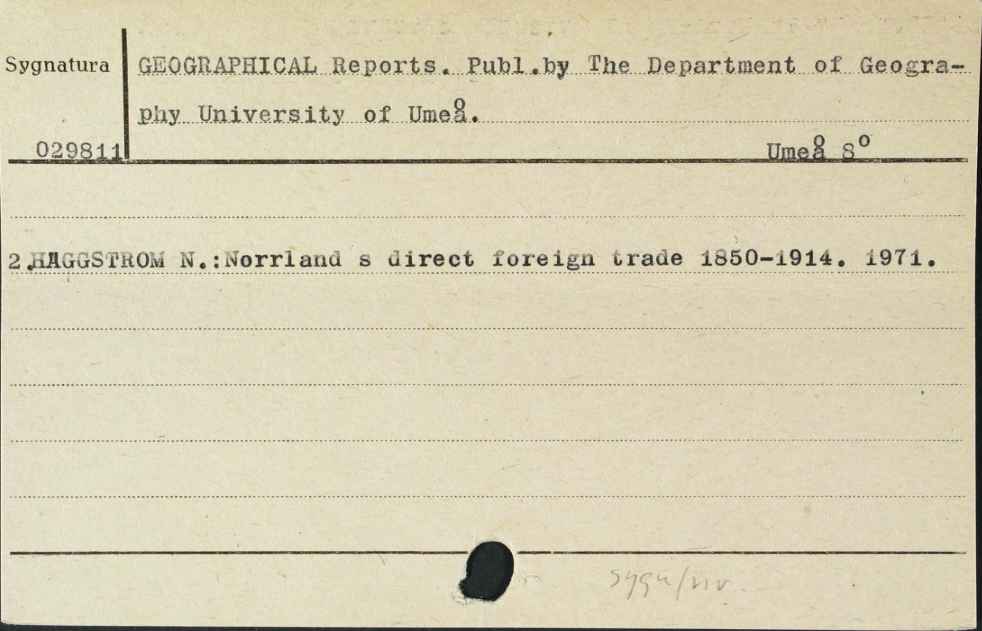 Sygnatura
GEOGRAPHICAL Reports. Publ.by The Department of Geogra-
phy University of Umeå.
029811
Umeå 8°
2.HAGGSTROM N.:Norrland s direct foreign trade 1850-1914. 1971.